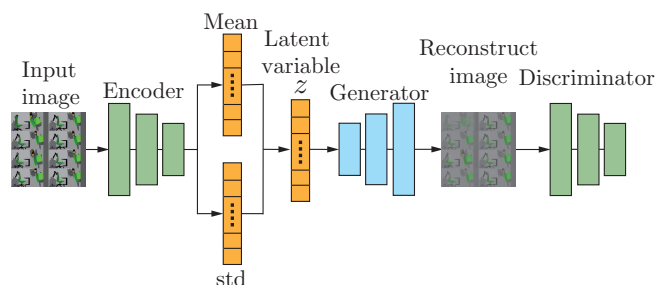 Input
image
Encoder
Mean
std
Latent
variable
z
Generator
Reconstruct
image
Discriminator